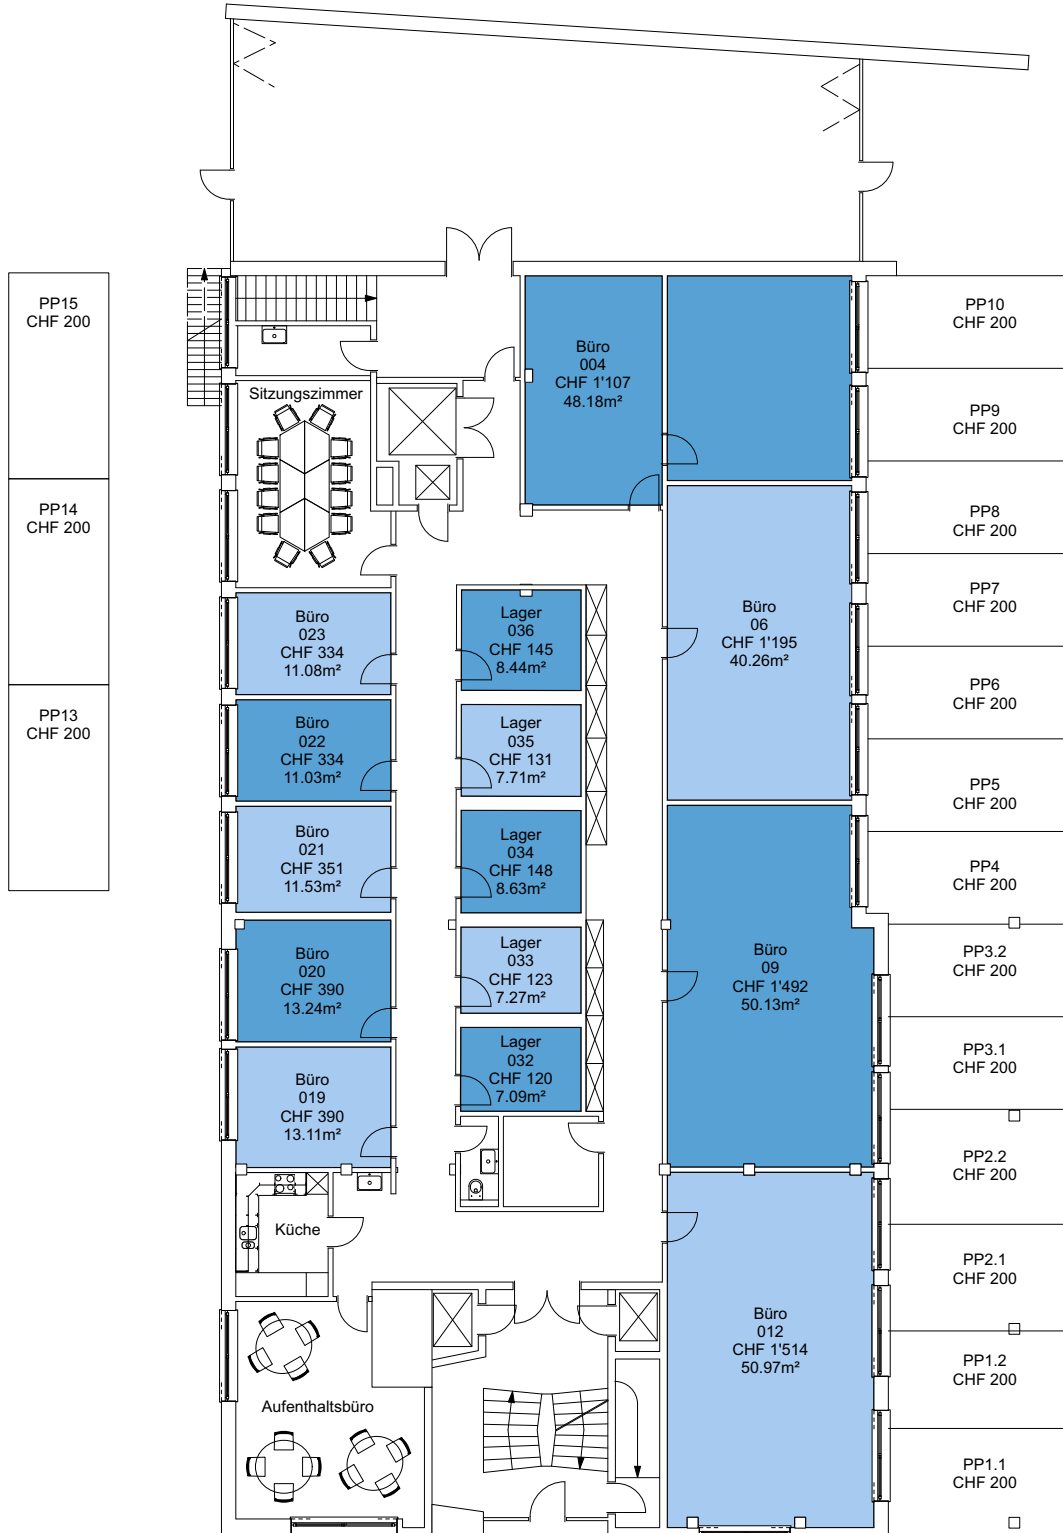 PP15
CHF 200
PP14
CHF 200
PP13
CHF 200
Sitzungszimmer
Büro
004
CHF 1'107
48.18m²
Büro
023
CHF 334
11.08m²
Büro
022
CHF 334
11.03m²
Büro
021
CHF 351
11.53m²
Büro
020
CHF 390
13.24m²
Büro
019
CHF 390
13.11m²
Küche
Aufenthaltsbüro
Lager
036
CHF 145
8.44m²
Lager
035
CHF 131
7.71m²
Lager
034
CHF 148
8.63m²
Lager
033
CHF 123
7.27m²
Lager
032
CHF 120
7.09m²
Büro
06
CHF 1'195
40.26m²
Büro
09
CHF 1'492
50.13m²
Büro
012
CHF 1'514
50.97m²
PP10
CHF 200
PP9
CHF 200
PP8
CHF 200
PP7
CHF 200
PP6
CHF 200
PP5
CHF 200
PP4
CHF 200
PP3.2
CHF 200
PP3.1
CHF 200
PP2.2
CHF 200
PP2.1
CHF 200
PP1.2
CHF 200
PP1.1
CHF 200